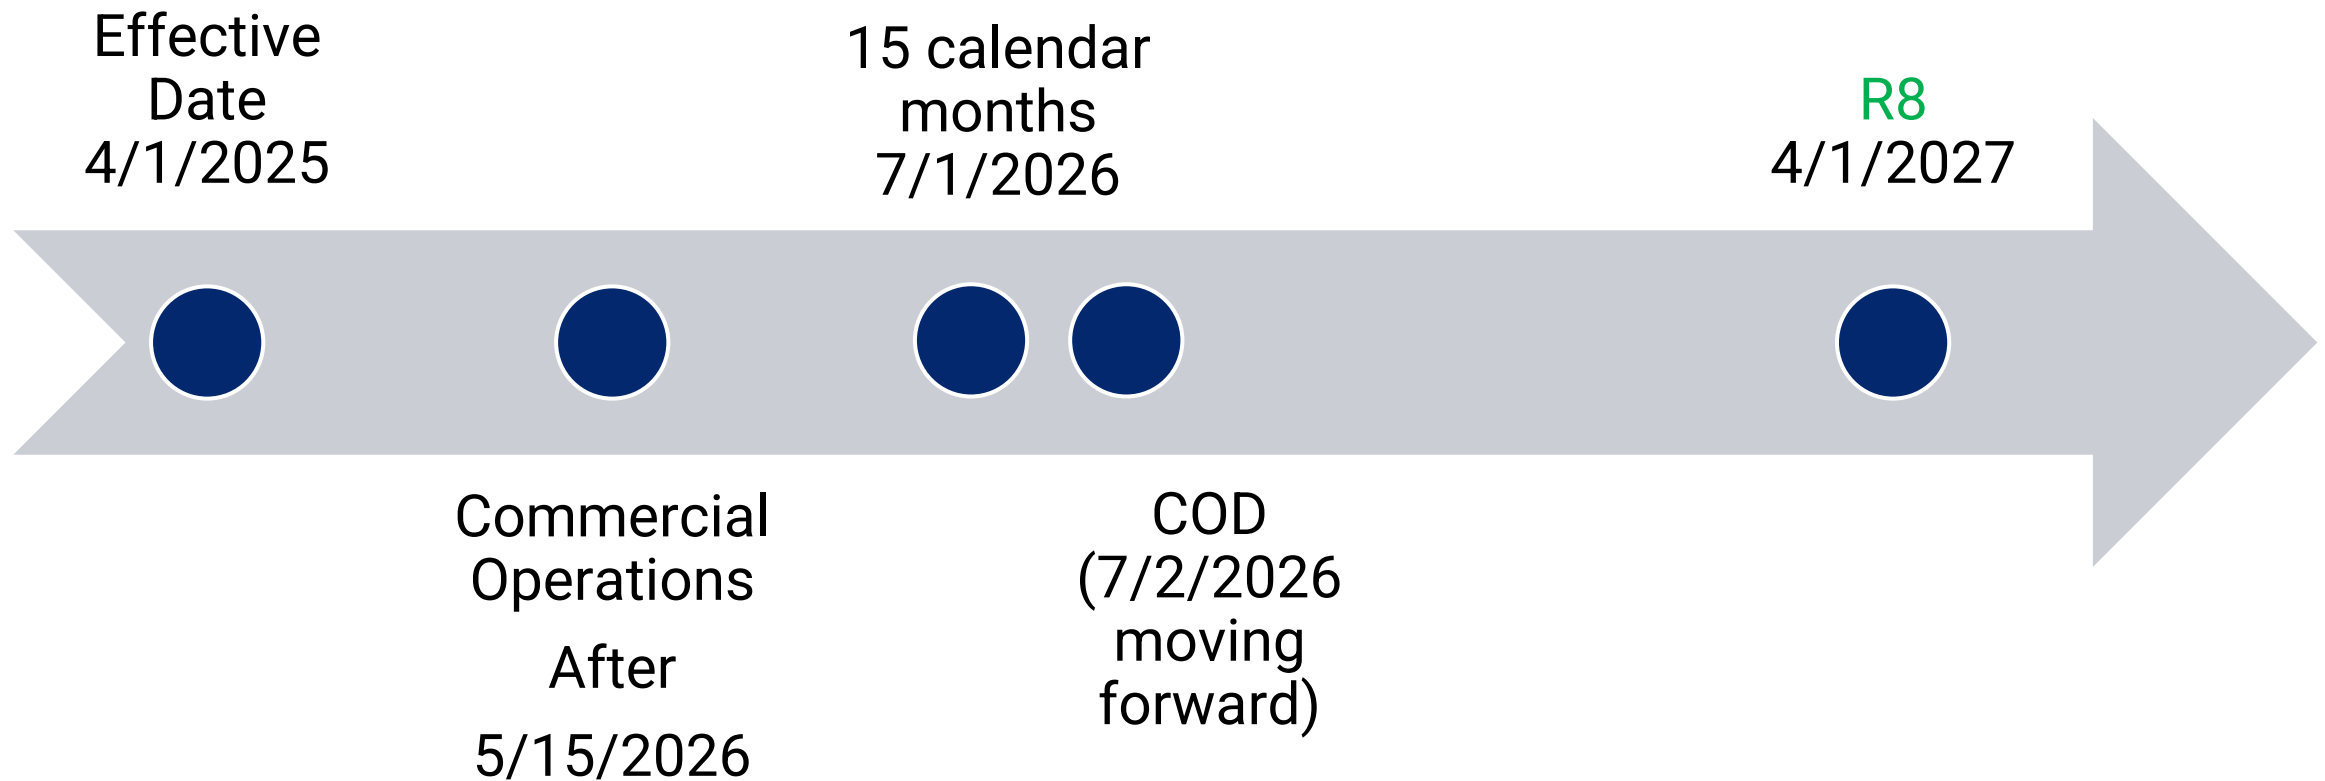 Effective
Date
4/1/2025
15 calendar
months
7/1/2026
R8
4/1/2027
Commercial
Operations
After
5/15/2026
COD
(7/2/2026
moving
forward)